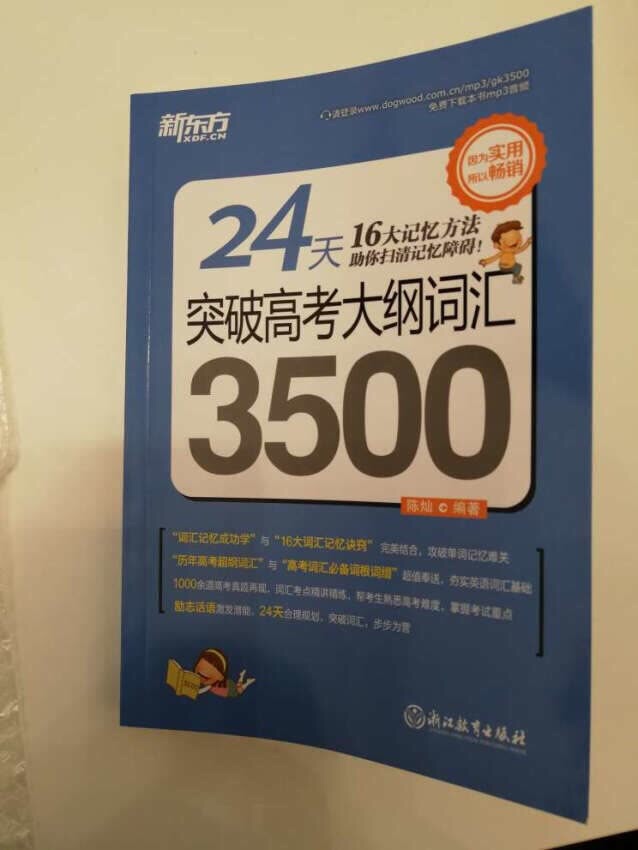 请登录www.dogwood.com.cn/mp3/gk3500
免费下载本书mp3音频
新东方
XDF.CN
因为实用
所以畅销
24天
16大记忆方法
助你扫清记忆障碍!
突破高考大纲词汇
3500
陈灿 编著
“词汇记忆成功学”与“16大词汇记忆诀窍”完美结合,攻破单词记忆难关
“历年高考超纲词汇”与“高考词汇必备词根词缀”超值奉送,夯实英语词汇基础
1000余道高考真题再现,词汇考点精讲精练,帮考生熟悉高考难度,掌握考试重点
励志话语激发潜能,24天合理规划,突破词汇,步步为营
浙江教育出版社